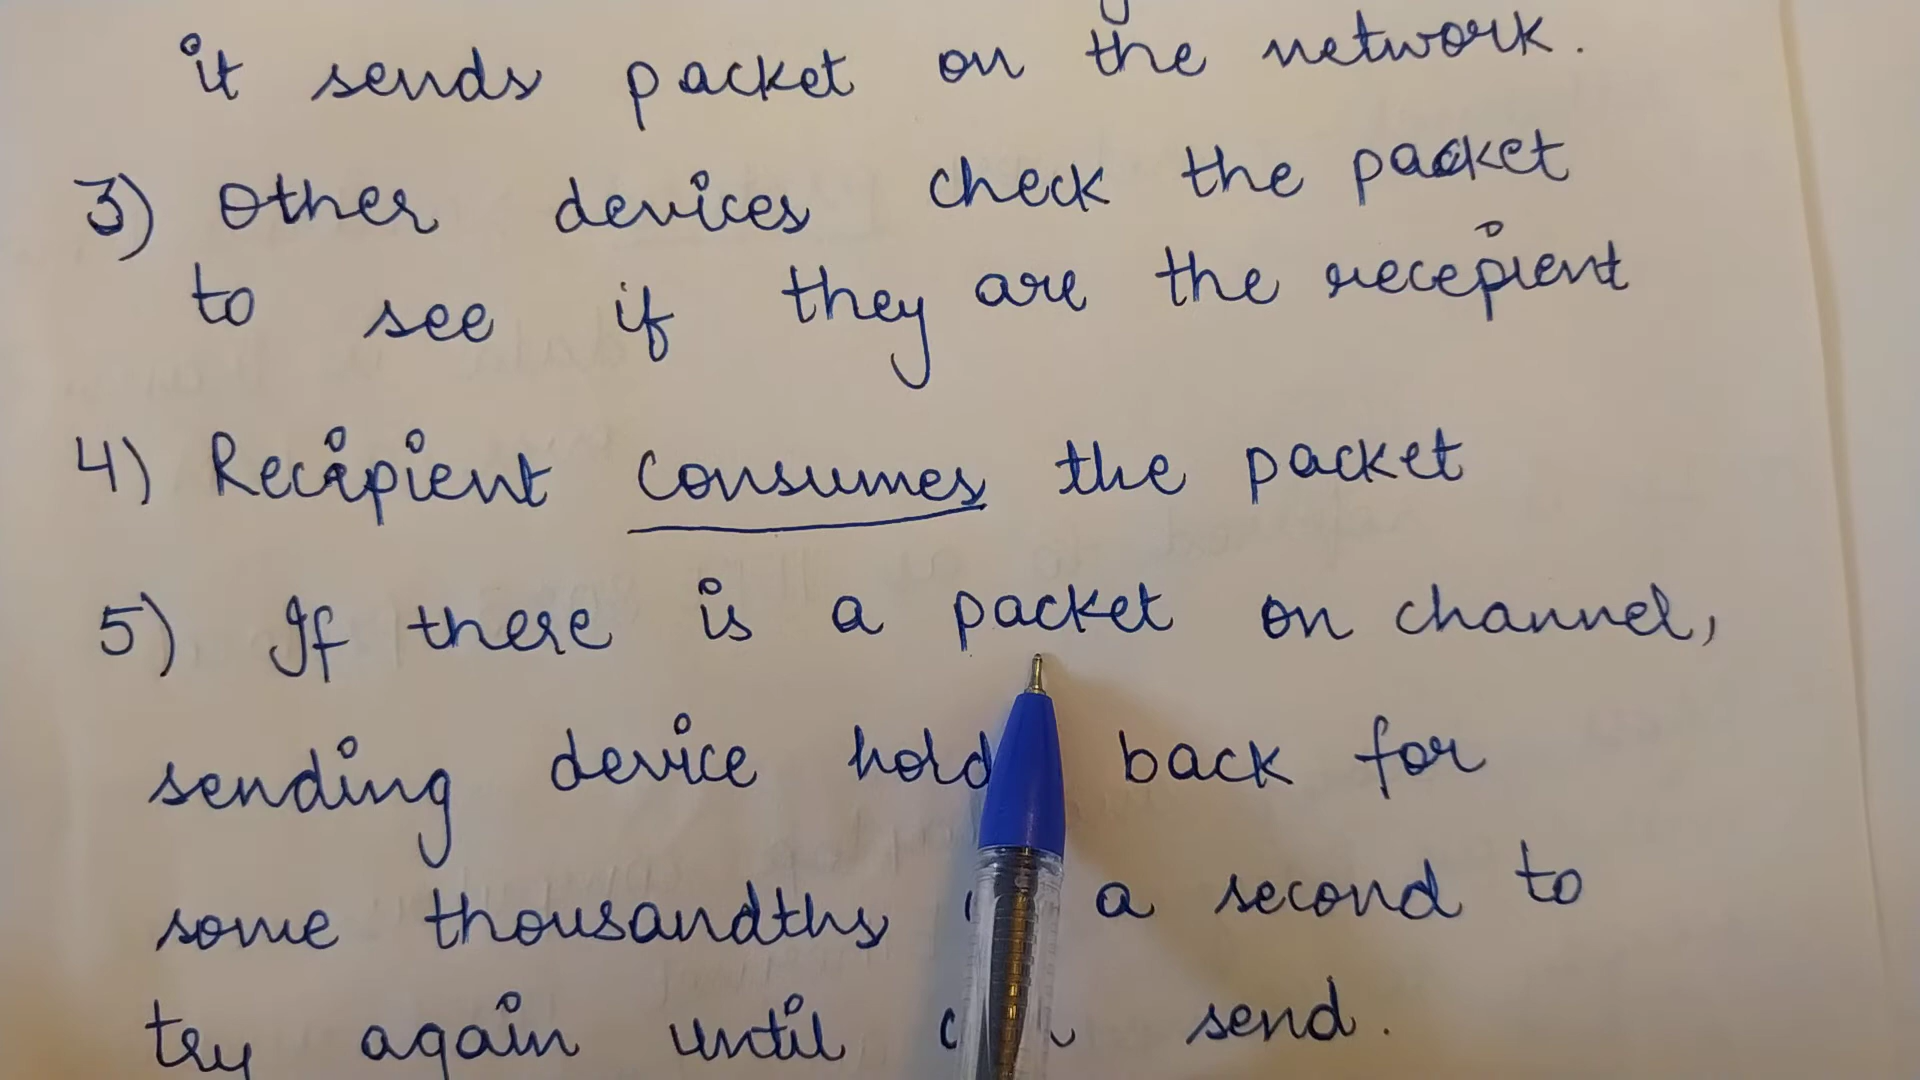 it sends packet on the network.
3) Other devices check the packet
to see if they are the recepient
4) Recipient consumes the packet
5) If there is a packet on channel,
sending device hold back for
some thousandths a second to
try again until send.